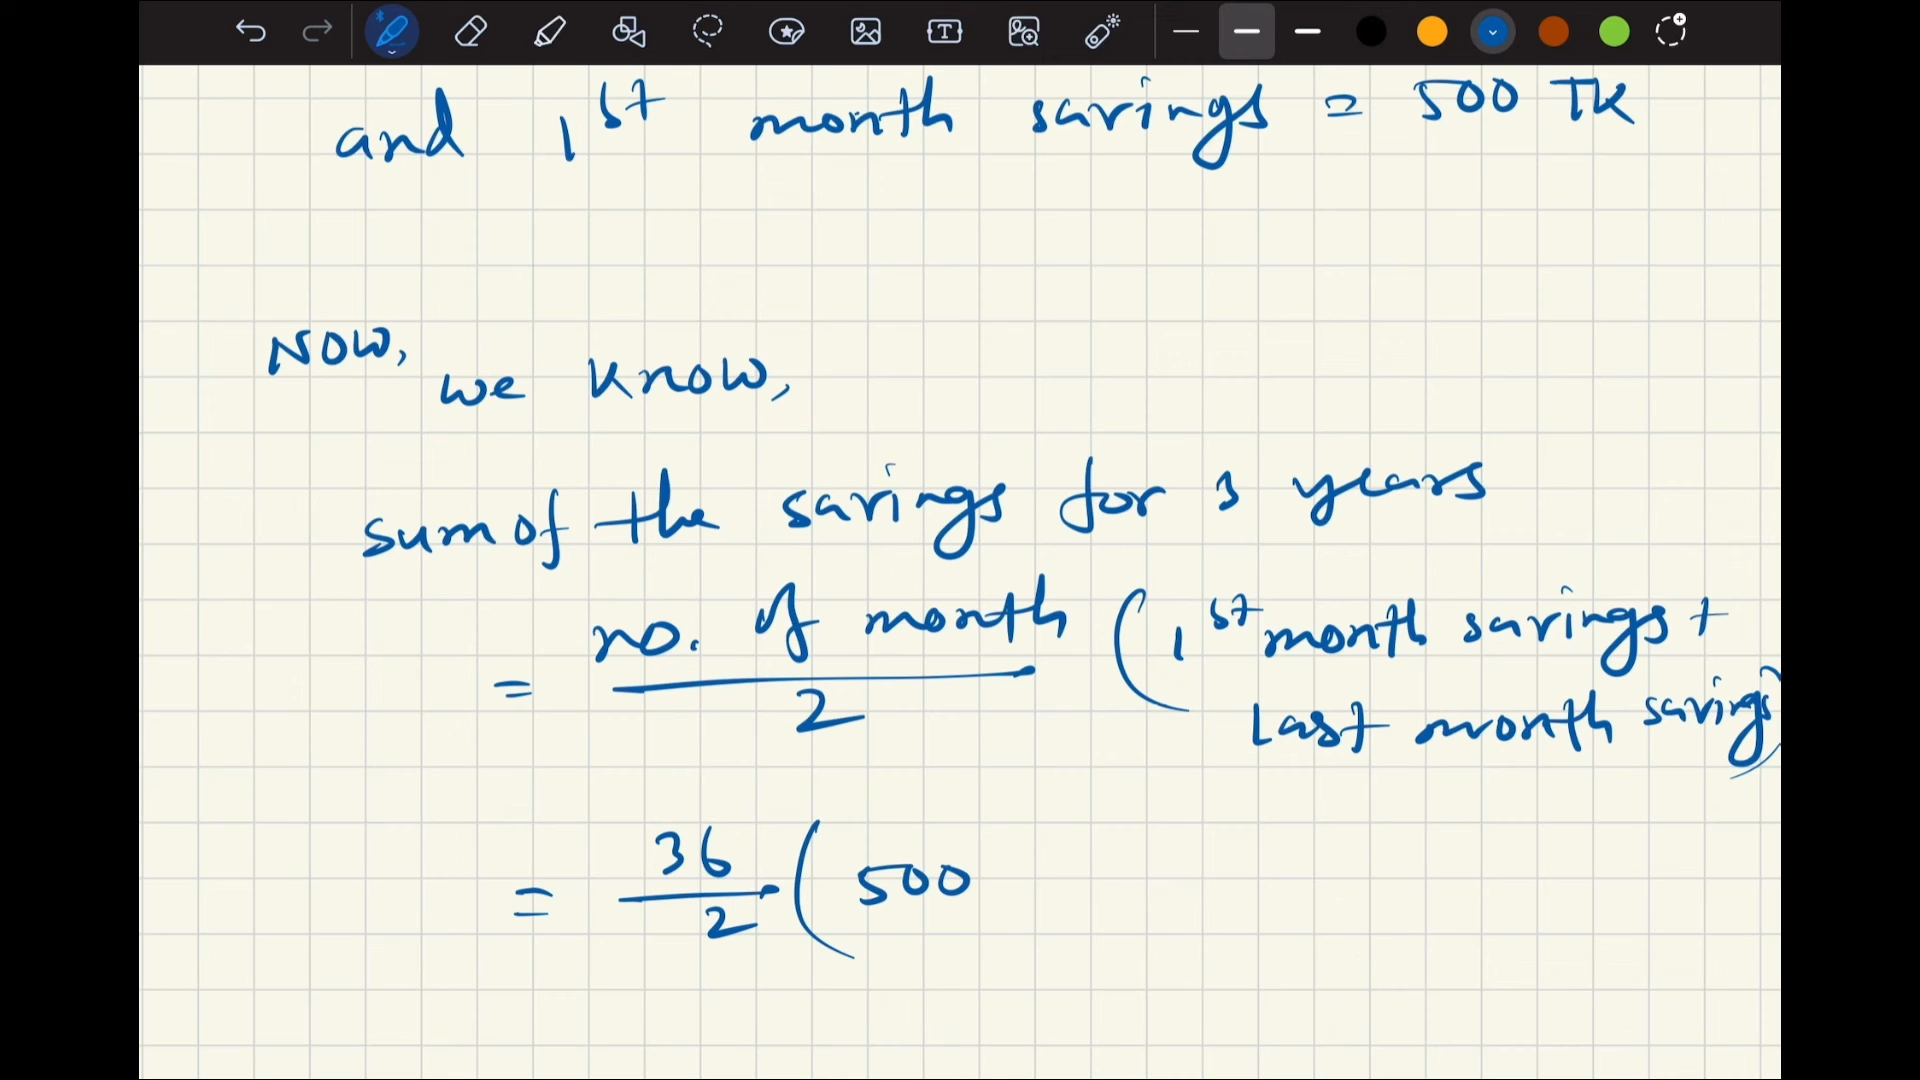 and 1st month savings = 500 TK
Now, we know,
sum of the savings for 3 years
= no. of month / 2 (1st month savings +
Last month savings)
= 36 / 2 (500